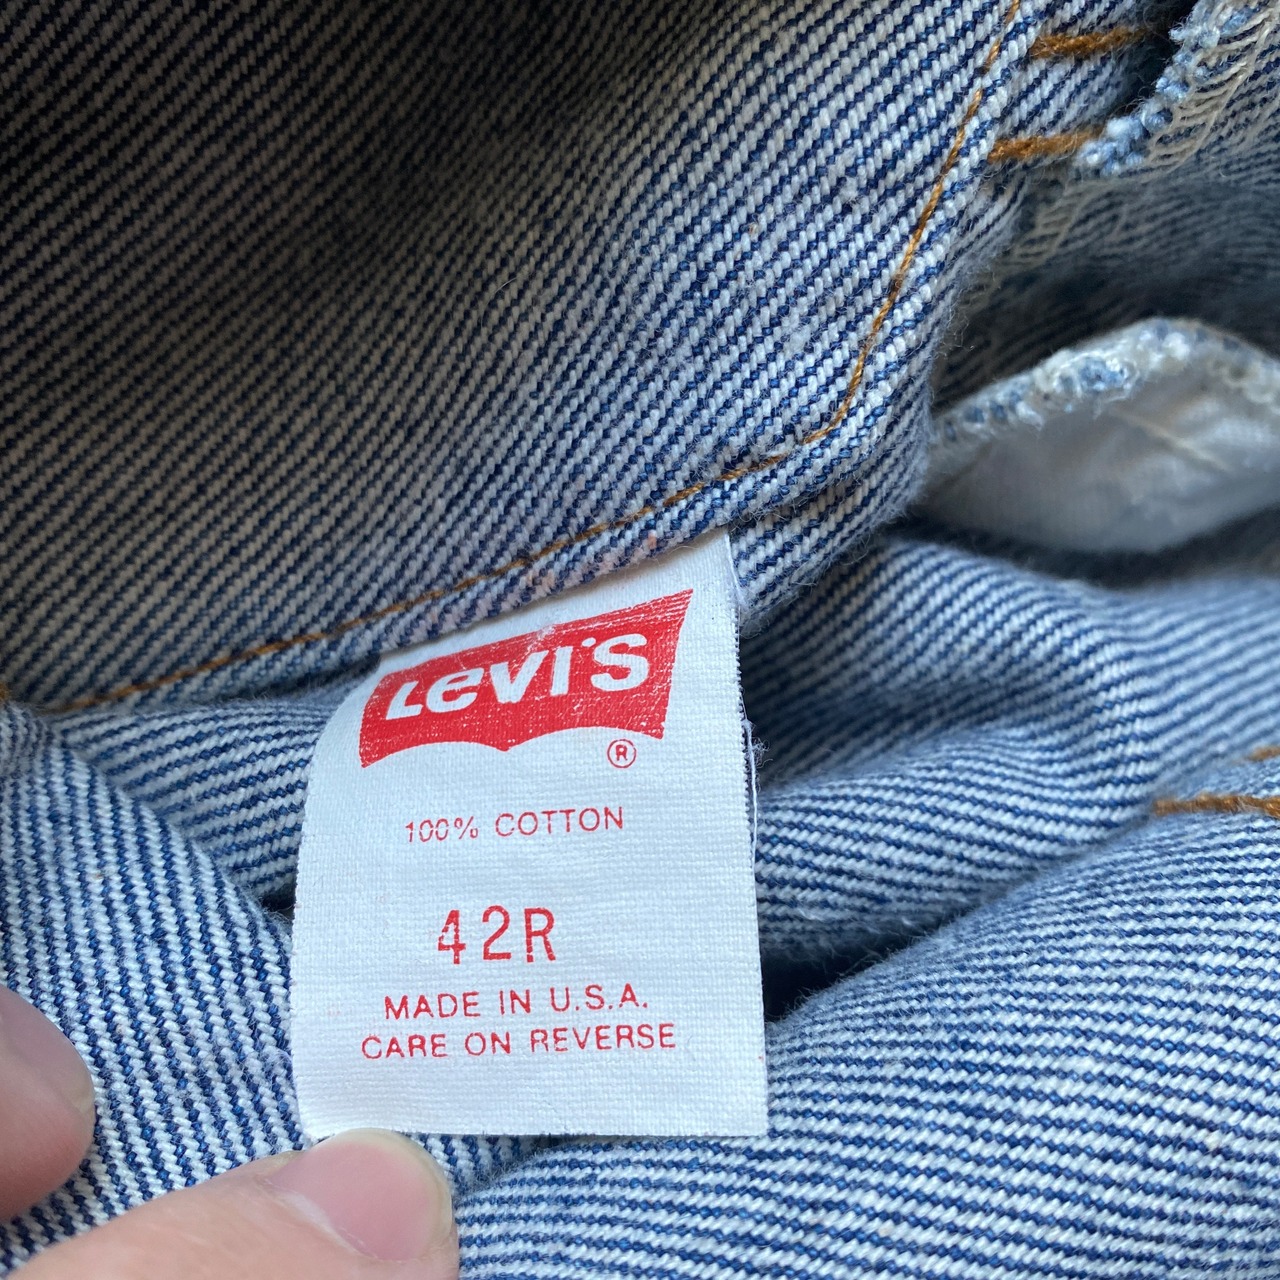 LEVI'S
®
100% COTTON
42R
MADE IN U.S.A.
CARE ON REVERSE